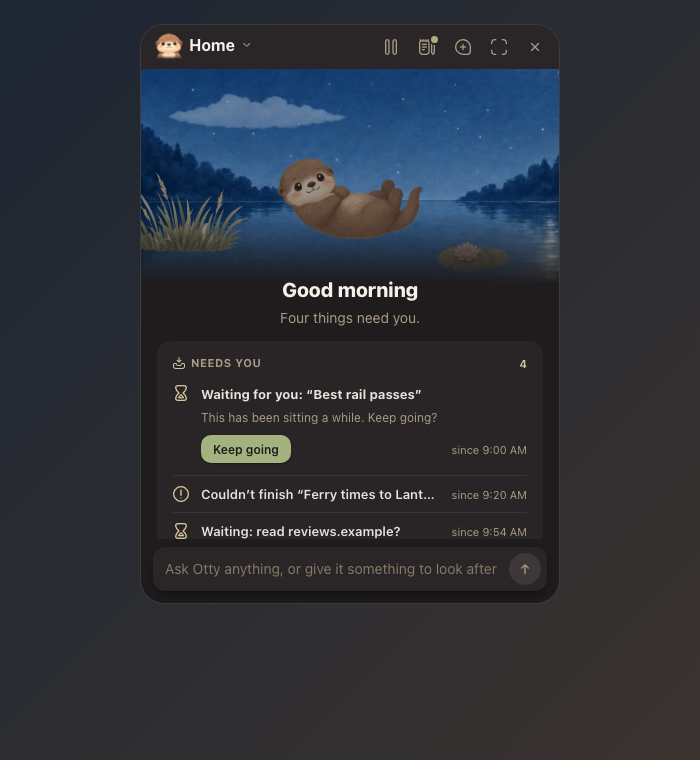 Home
Good morning
Four things need you.
NEEDS YOU 4
Waiting for you: “Best rail passes”
This has been sitting a while. Keep going?
Keep going since 9:00 AM
Couldn’t finish “Ferry times to Lant... since 9:20 AM
Waiting: read reviews.example? since 9:54 AM
Ask Otty anything, or give it something to look after